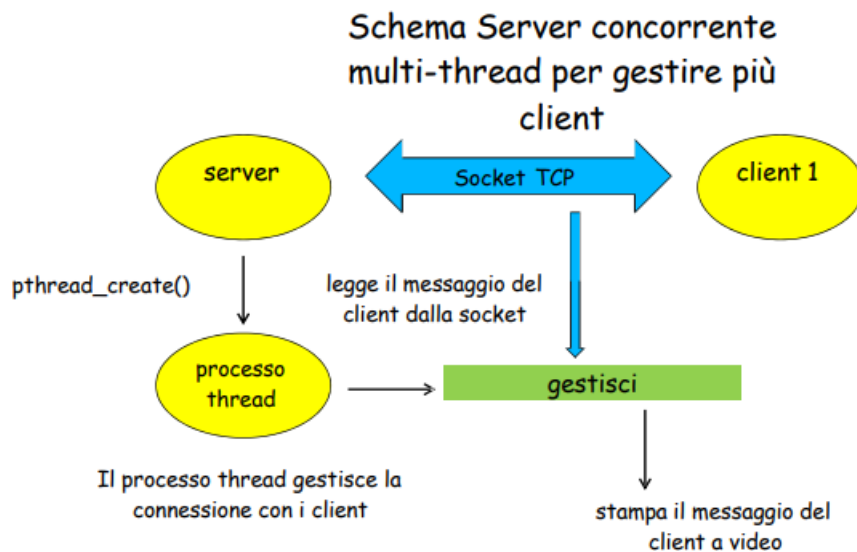 Schema Server concorrente
multi-thread per gestire più
client
server
Socket TCP
client 1
pthread_create()
legge il messaggio del
client dalla socket
processo
thread
gestisci
Il processo thread gestisce la
connessione con i client
stampa il messaggio del
client a video